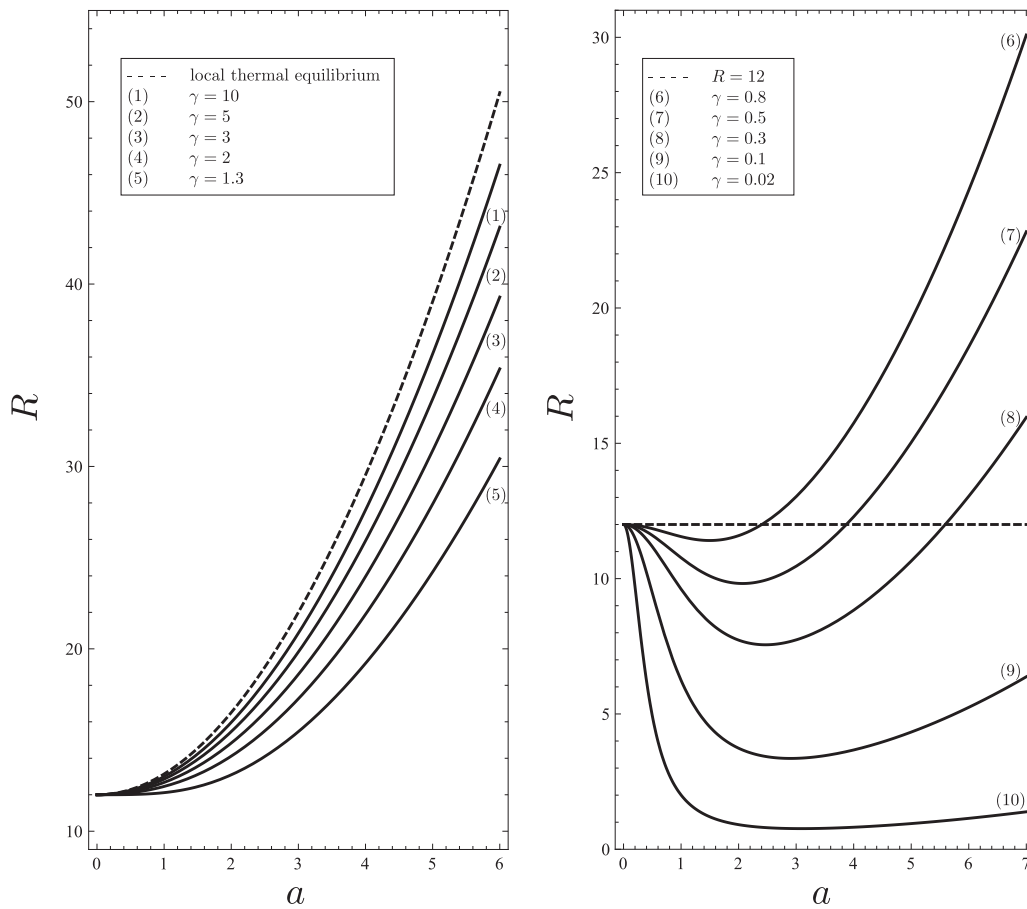 50
40
30
20
10
R
0
1
2
3
4
5
6
a
local thermal equilibrium
(1) γ = 10
(2) γ = 5
(3) γ = 3
(4) γ = 2
(5) γ = 1.3
(1)
(2)
(3)
(4)
(5)
30
25
20
15
10
5
0
R
0
1
2
3
4
5
6
7
a
R = 12
(6) γ = 0.8
(7) γ = 0.5
(8) γ = 0.3
(9) γ = 0.1
(10) γ = 0.02
(6)
(7)
(8)
(9)
(10)